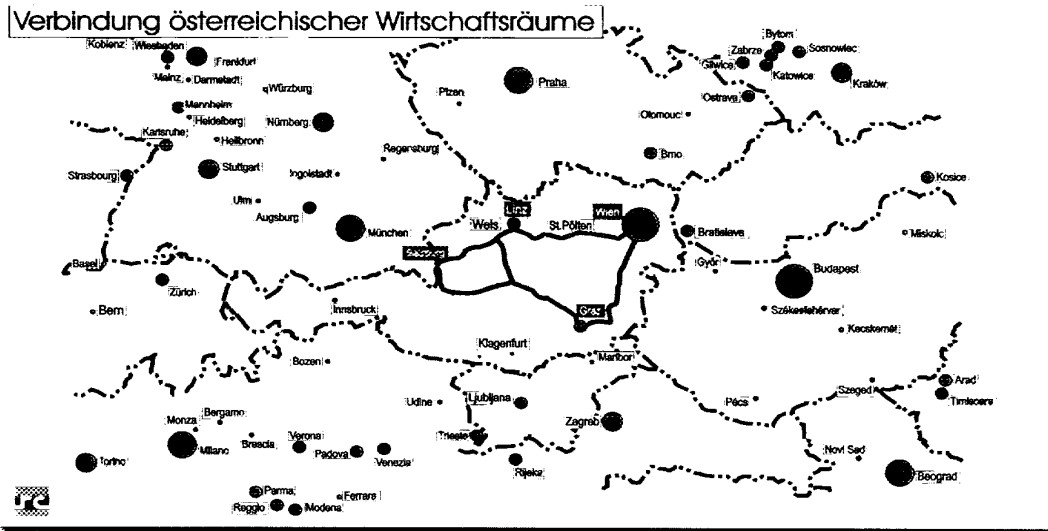 Verbindung österreichischer Wirtschaftsräume
Koblenz
Wiesbaden
Frankfurt
Mainz
Darmstadt
Würzburg
Mannheim
Heidelberg
Nürnberg
Karlsruhe
Heilbronn
Strasbourg
Stuttgart
Ingolstadt
Regensburg
Ulm
Augsburg
München
Plzen
Praha
Bytom
Zabrze
Sosnowiec
Gliwice
Katowice
Kraków
Ostrava
Olomouc
Brno
Kosice
Linz
Wels
St.Pölten
Wien
Bratislava
Miskolc
Salzburg
Basel
Zürich
Bern
Innsbruck
Györ
Budapest
Székesfehérvar
Kecskemét
Graz
Klagenfurt
Maribor
Bozen
Udine
Ljubljana
Zagreb
Pécs
Szeged
Arad
Timisoara
Monza
Bergamo
Milano
Brescia
Verona
Padova
Venezia
Trieste
Rijeka
Novi Sad
Beograd
Torino
Parma
Reggio
Modena
Ferrara